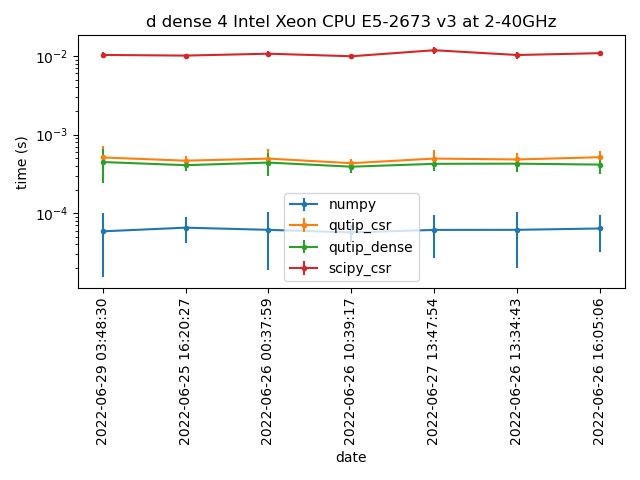 d dense 4 Intel Xeon CPU E5-2673 v3 at 2-40GHz
time (s)
10⁻²
10⁻³
10⁻⁴
numpy
qutip_csr
qutip_dense
scipy_csr
2022-06-29 03:48:30
2022-06-25 16:20:27
2022-06-26 00:37:59
2022-06-26 10:39:17
2022-06-27 13:47:54
2022-06-26 13:34:43
2022-06-26 16:05:06
date